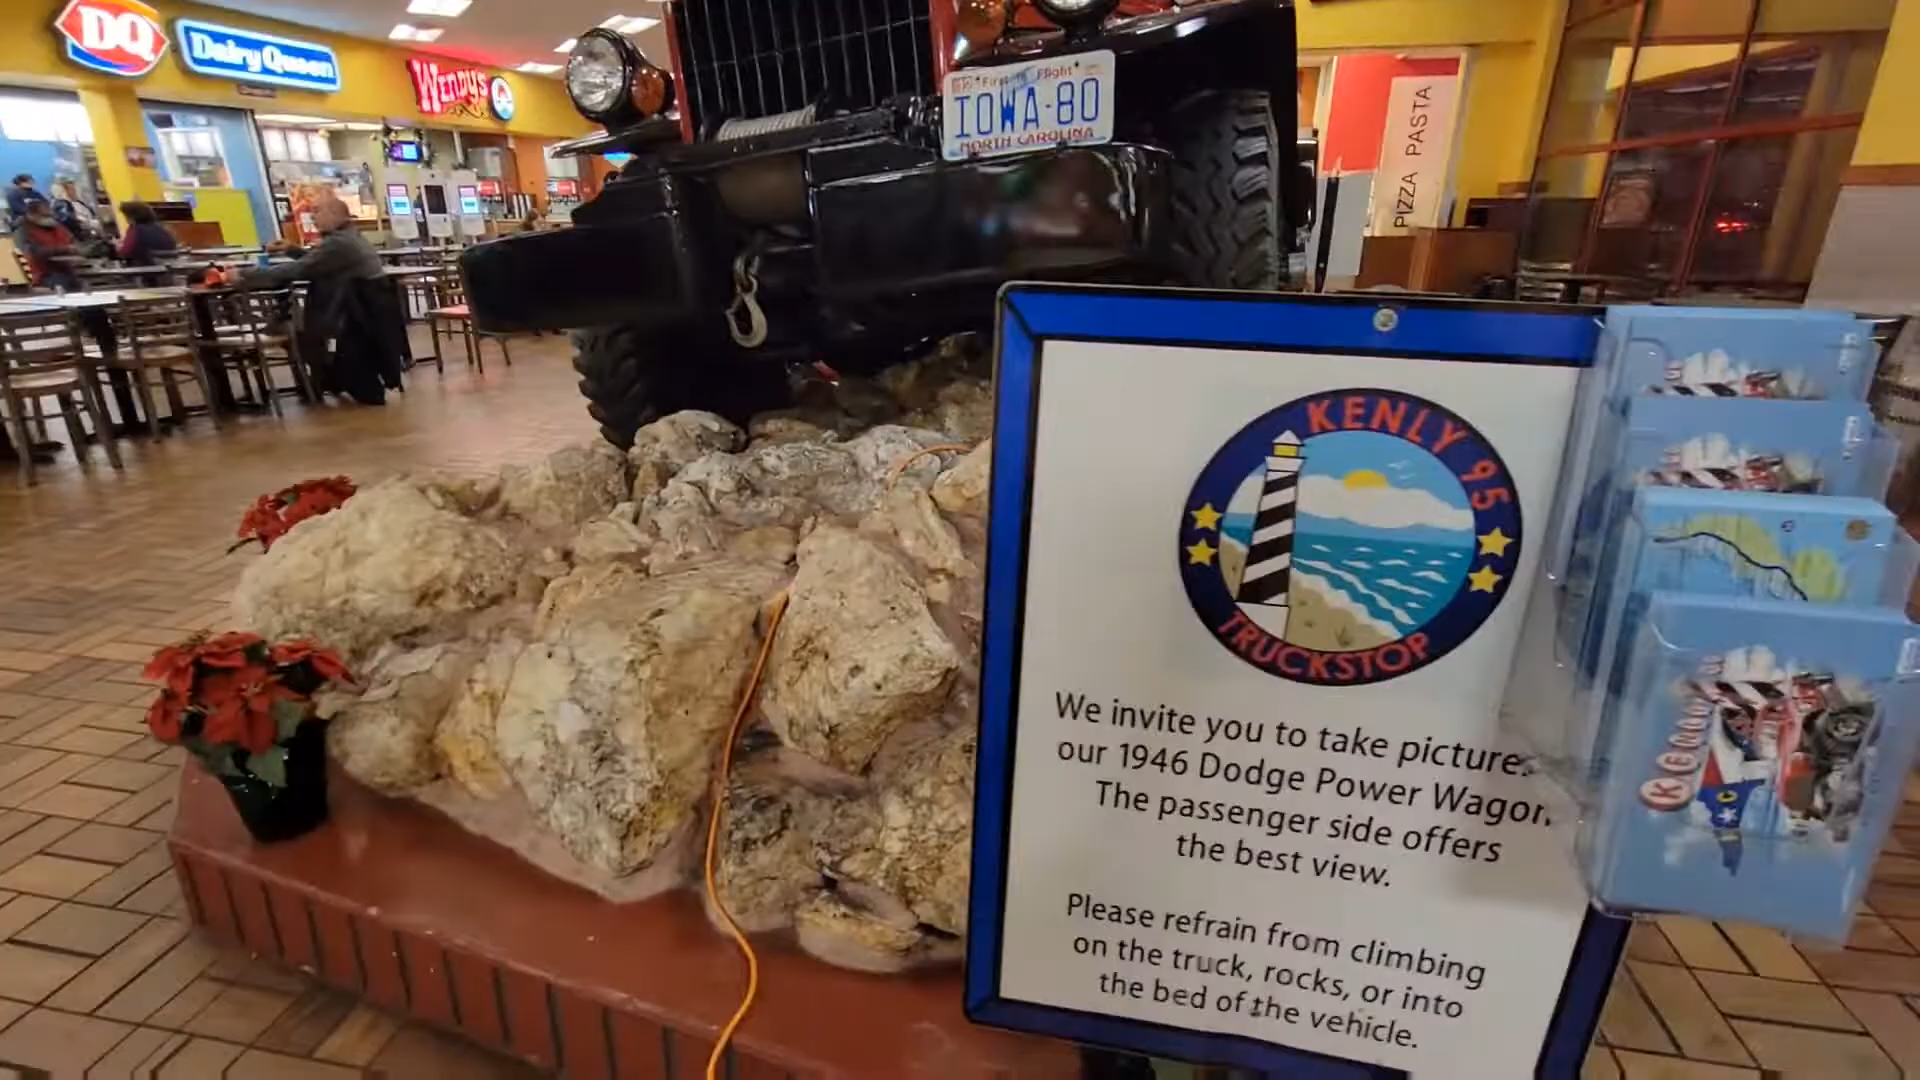 DQ
Dairy Queen
WENDY'S
First in Flight
IOWA-80
NORTH CAROLINA
PIZZA PASTA
KENLY 95
TRUCKSTOP
We invite you to take picture
our 1946 Dodge Power Wagon
The passenger side offers
the best view.
Please refrain from climbing
on the truck, rocks, or into
the bed of the vehicle.